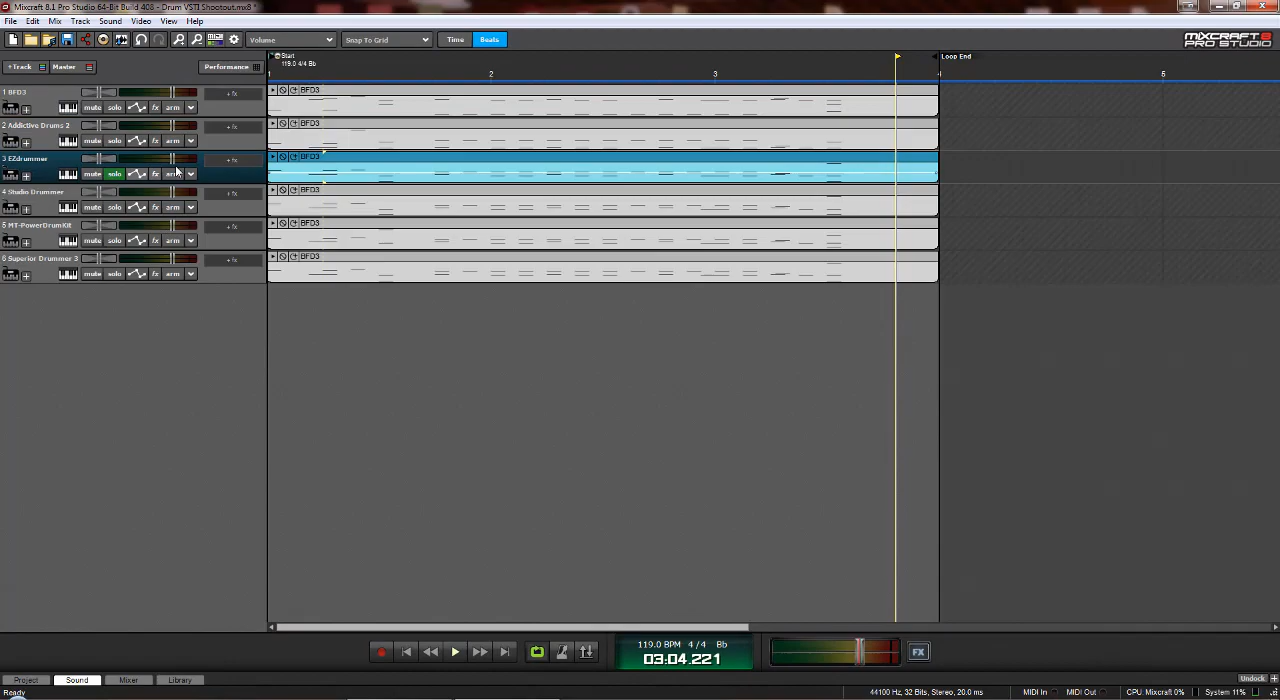 Mixcraft 8.1 Pro Studio 64-Bit Build 408 - Drum VSTI Shootout.mx8 *
File Edit Mix Track Sound Video View Help
Volume Snap To Grid Time Beats MIXCRAFT 8 PRO STUDIO
+Track Master Performance
Start
119.0 4/4 Bb
Loop End
1 2 3 4 5
1 BFD3 BFD3
mute solo fx arm + fx
2 Addictive Drums 2 BFD3
mute solo fx arm + fx
3 EZdrummer BFD3
mute solo fx arm + fx
4 Studio Drummer BFD3
mute solo fx arm + fx
5 MT-PowerDrumKit BFD3
mute solo fx arm + fx
6 Superior Drummer 3 BFD3
mute solo fx arm + fx
119.0 BPM 4 / 4 Bb
03:04.221
FX
Project Sound Mixer Library Undock
Ready 44100 Hz, 32 Bits, Stereo, 20.0 ms MIDI In MIDI Out CPU: Mixcraft 0% System 11%